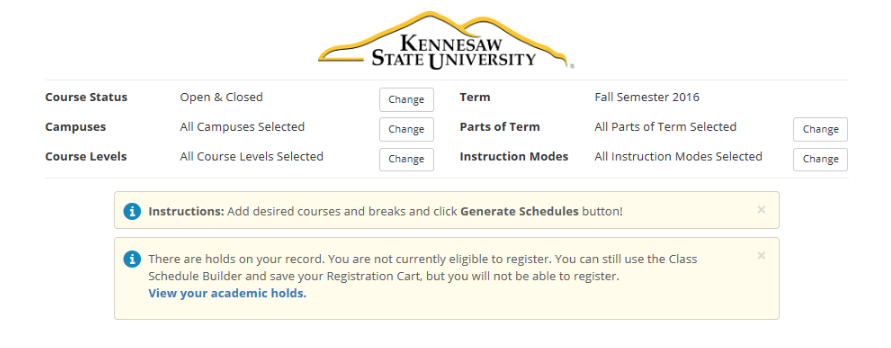 KENNESAW
STATE UNIVERSITY
Course Status Open & Closed Change Term Fall Semester 2016
Campuses All Campuses Selected Change Parts of Term All Parts of Term Selected Change
Course Levels All Course Levels Selected Change Instruction Modes All Instruction Modes Selected Change
Instructions: Add desired courses and breaks and click Generate Schedules button! ×
There are holds on your record. You are not currently eligible to register. You can still use the Class ×
Schedule Builder and save your Registration Cart, but you will not be able to register.
View your academic holds.